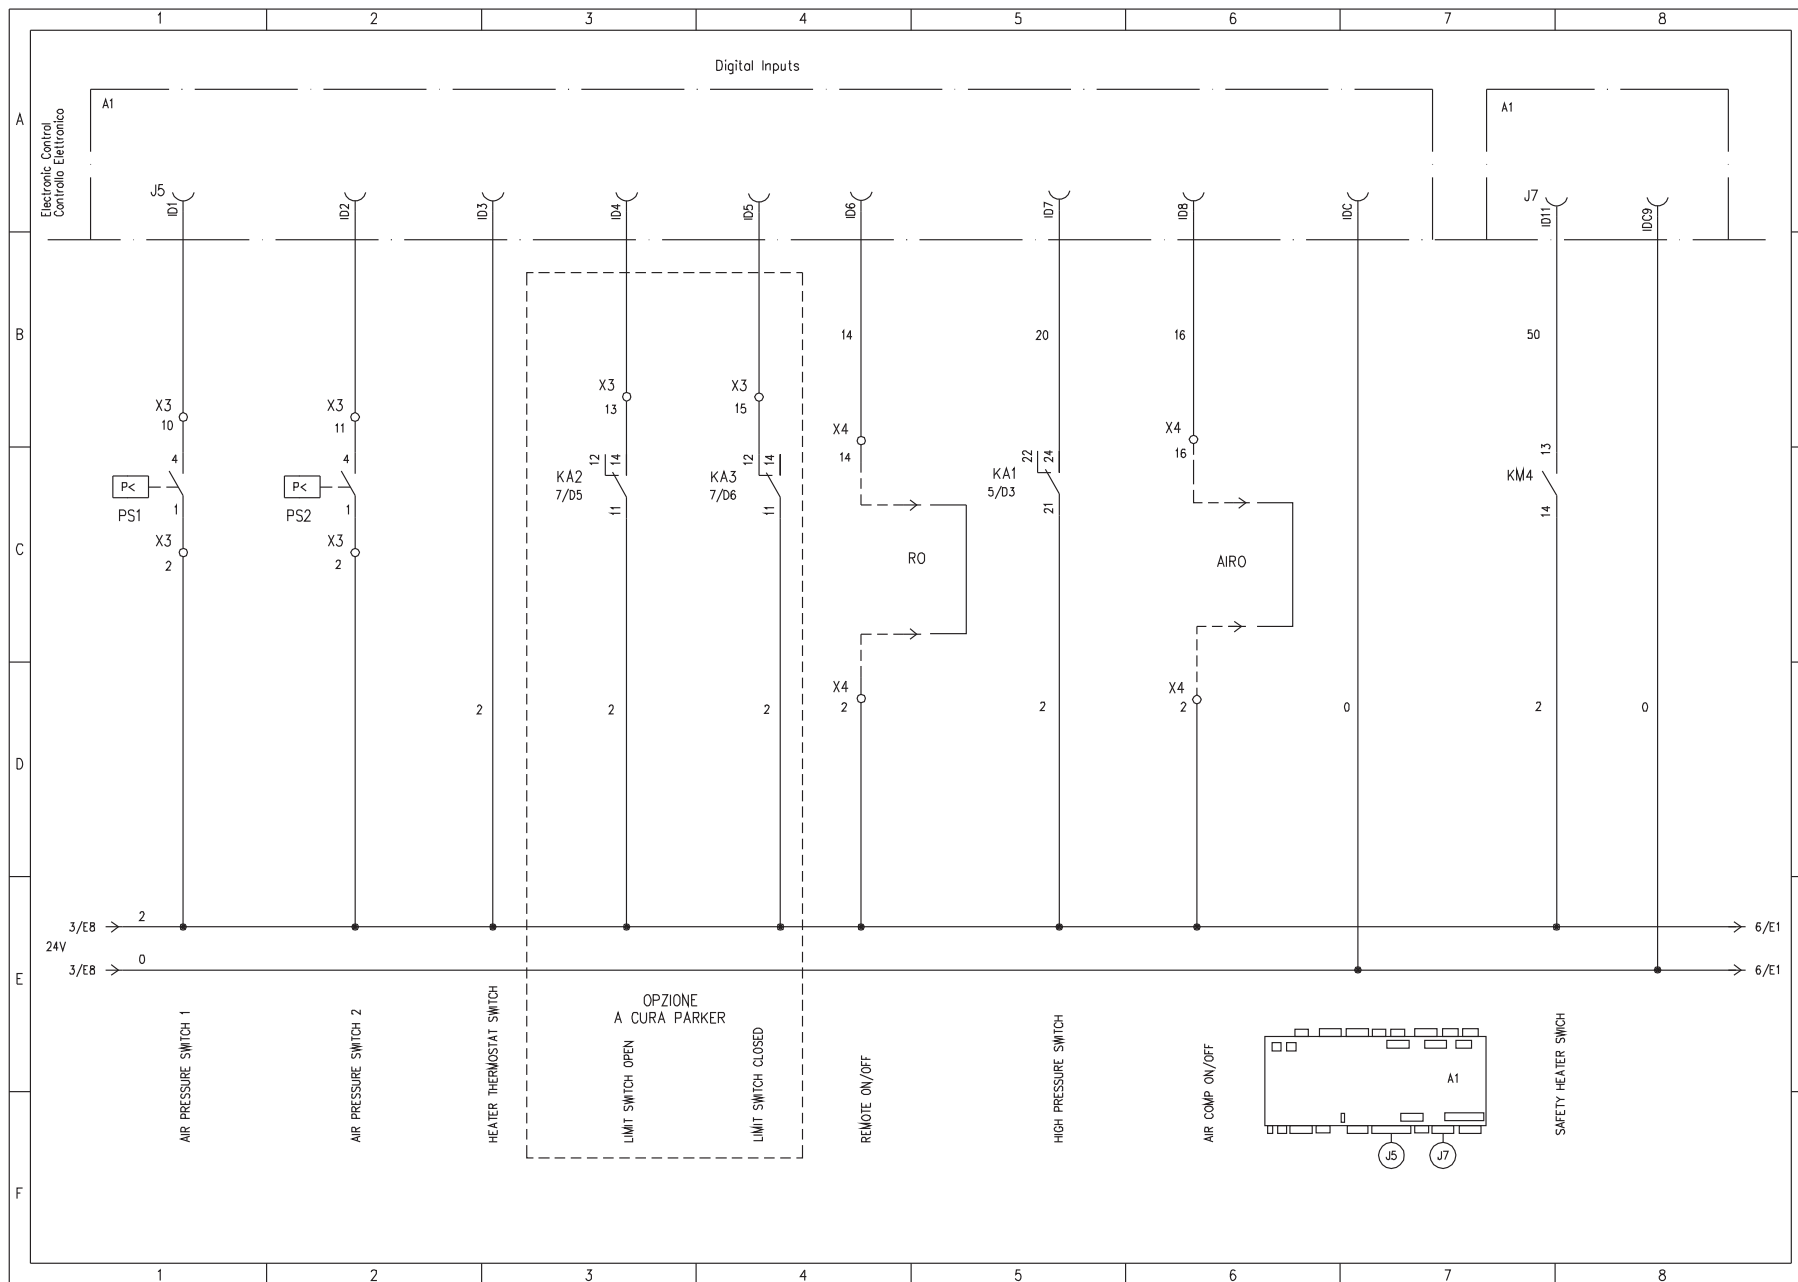 1 2 3 4 5 6 7 8
Digital Inputs
A
Electronic Control
Controllo Elettronico
A1
A1
J5
ID1
ID2
ID3
ID4
ID5
ID6
ID7
ID8
IDC
J7
ID11
IDC9
B
14
20
16
50
X3
13
X3
15
X3
10
X3
11
X4
14
X4
16
C
4
P<
1
PS1
X3
2
4
P<
1
PS2
X3
2
12
14
KA2
7/D5
11
12
14
KA3
7/D6
11
22
24
KA1
5/D3
21
13
KM4
14
RO
AIRO
D
X4
2
X4
2
2
2
2
2
0
2
0
E
3/E8
2
6/E1
24V
3/E8
0
6/E1
OPZIONE
A CURA PARKER
AIR PRESSURE SWITCH 1
AIR PRESSURE SWITCH 2
HEATER THERMOSTAT SWITCH
LIMIT SWITCH OPEN
LIMIT SWITCH CLOSED
REMOTE ON/OFF
HIGH PRESSURE SWITCH
AIR COMP ON/OFF
SAFETY HEATER SWICH
A1
J5
J7
F
1 2 3 4 5 6 7 8